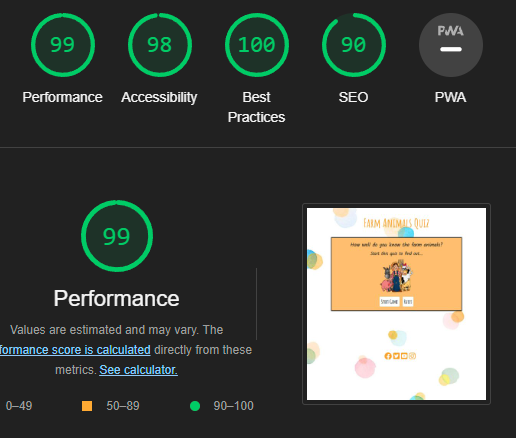 99
98
100
90
PWA
Performance
Accessibility
Best
Practices
SEO
PWA
99
Performance
Values are estimated and may vary. The
formance score is calculated directly from these
metrics. See calculator.
0–49
50–89
90–100
Farm Animals Quiz
How well do you know the farm animals?
Start this quiz to find out...
Start Game
Rules